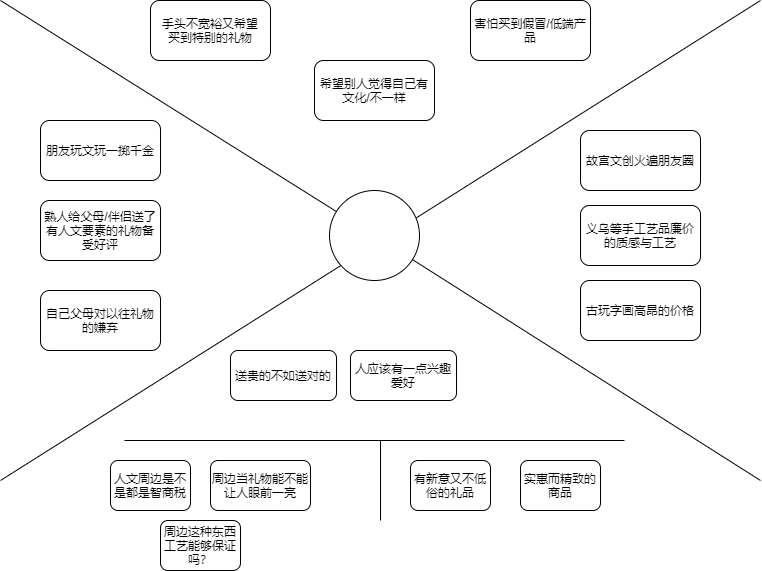 手头不宽裕又希望
买到特别的礼物
害怕买到假冒/低端产
品
希望别人觉得自己有
文化/不一样
朋友玩文玩一掷千金
熟人给父母/伴侣送了
有人文要素的礼物备
受好评
自己父母对以往礼物
的嫌弃
故宫文创火遍朋友圈
义乌等手工艺品廉价
的质感与工艺
古玩字画高昂的价格
送贵的不如送对的
人应该有一点兴趣
爱好
人文周边是不
是都是智商税
周边当礼物能不能
让人眼前一亮
周边这种东西
工艺能够保证
吗?
有新意又不低
俗的礼品
实惠而精致的
商品